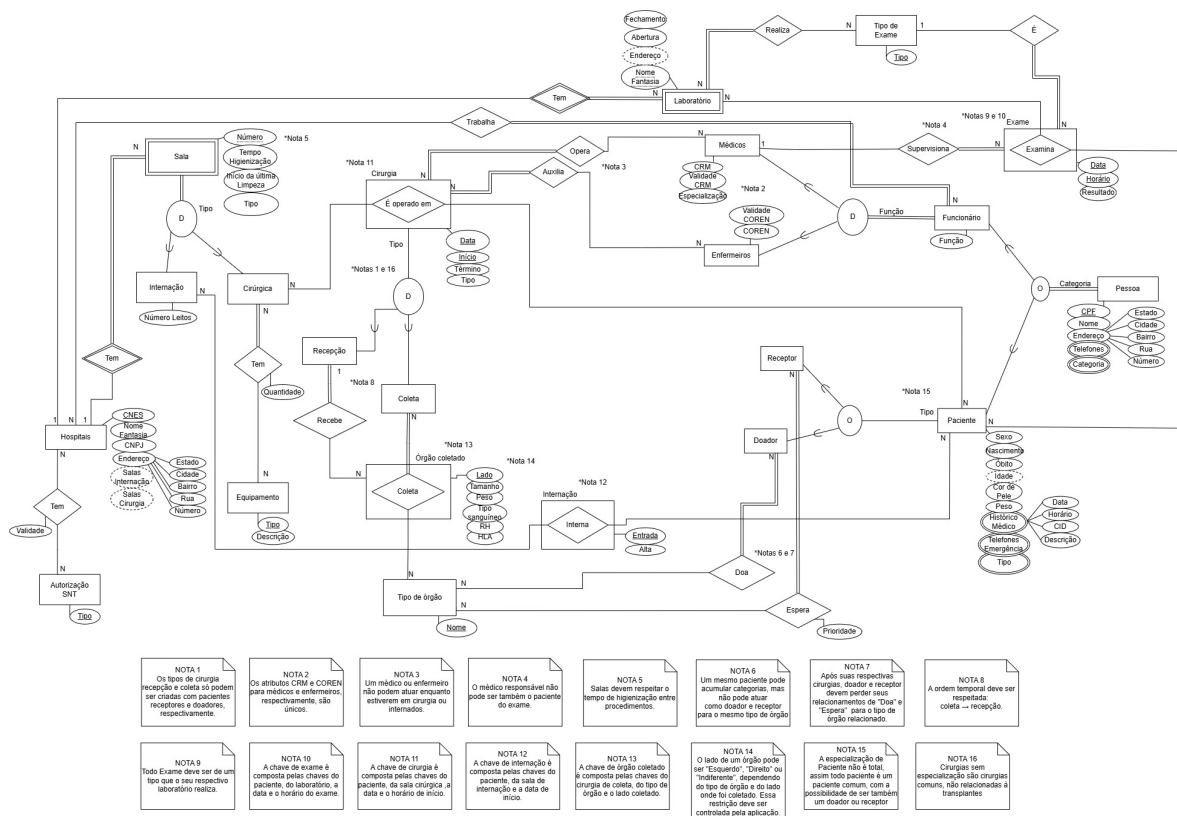 Fechamento
Abertura
Endereço
Nome
Fantasia
Laboratório
N
Realiza
N
Tipo de
Exame
Tipo
1
É
N
Tem
N
N
N
Trabalha
*Nota 5
N
Sala
Número
Tempo
Higienização
Início da última
Limpeza
Tipo
Tipo
D
Internação
Número Leitos
N
Cirúrgica
N
N
*Nota 11
Cirurgia
É operado em
N
N
N
Data
Início
Término
Tipo
Tipo
Opera
N
Auxilia
*Nota 3
Médicos
1
CRM
Validade
CRM
Especialização
*Nota 2
Validade
COREN
COREN
N
Enfermeiros
*Nota 4
Supervisiona
N
*Notas 9 e 10
Exame
Examina
N
Data
Horário
Resultado
D
Função
N
Funcionário
Função
O
Categoria
Pessoa
CPF
Nome
Endereço
Telefones
Categoria
Estado
Cidade
Bairro
Rua
Número
*Notas 1 e 16
D
Recepção
1
*Nota 8
Recebe
N
Coleta
N
*Nota 13
Órgão coletado
*Nota 14
Coleta
Lado
Tamanho
Peso
Tipo
sanguíneo
RH
HLA
Tem
Tem
Quantidade
N
Equipamento
Tipo
Descrição
1
N
1
Hospitais
CNES
Nome
Fantasia
CNPJ
Endereço
Salas
Internação
Salas
Cirurgia
Estado
Cidade
Bairro
Rua
Número
N
Tem
Validade
N
Autorização
SNT
Tipo
Receptor
N
Doador
N
O
*Nota 15
Tipo
N
Paciente
N
N
Sexo
Nascimento
Óbito
Idade
Cor de
Pele
Peso
Histórico
Médico
Telefones
Emergência
Tipo
Data
Horário
CID
Descrição
*Nota 12
Internação
Interna
Entrada
Alta
*Notas 6 e 7
Doa
N
Espera
N
Prioridade
N
Tipo de órgão
Nome
NOTA 1
Os tipos de cirurgia
recepção e coleta só podem
ser criadas com pacientes
receptores e doadores,
respectivamente.
NOTA 2
Os atributos CRM e COREN
para médicos e enfermeiros,
respectivamente, são
únicos.
NOTA 3
Um médico ou enfermeiro
não podem atuar enquanto
estiverem em cirurgia ou
internados.
NOTA 4
O médico responsável não
pode ser também o paciente
do exame.
NOTA 5
Salas devem respeitar o
tempo de higienização entre
procedimentos.
NOTA 6
Um mesmo paciente pode
acumular categorias, mas
não pode atuar
como doador e receptor
para o mesmo tipo de órgão
NOTA 7
Após suas respectivas
cirurgias, doador e receptor
devem perder seus
relacionamentos de "Doa" e
"Espera" para o tipo de
órgão relacionado.
NOTA 8
A ordem temporal deve ser
respeitada:
coleta → recepção.
NOTA 9
Todo Exame deve ser de um
tipo que o seu respectivo
laboratório realiza.
NOTA 10
A chave de exame é
composta pelas chaves do
paciente, do laboratório, a
data e o horário do exame.
NOTA 11
A chave de cirurgia é
composta pelas chaves do
paciente, da sala cirúrgica ,a
data e o horário de início.
NOTA 12
A chave de internação é
composta pelas chaves do
paciente, da sala de
internação e a data de
início.
NOTA 13
A chave de órgão coletado
é composta pelas chaves do
cirurgia de coleta, do tipo de
órgão e o lado coletado.
NOTA 14
O lado de um órgão pode
ser "Esquerdo", "Direito" ou
"Indiferente", dependendo
do tipo de órgão e do lado
onde foi coletado. Essa
restrição deve ser
controlada pela aplicação.
NOTA 15
A especialização de
Paciente não é total,
assim todo paciente é um
paciente comum, com a
possibilidade de ser também
um doador ou receptor
NOTA 16
Cirurgias sem
especialização são cirurgias
comuns, não relacionadas à
transplantes